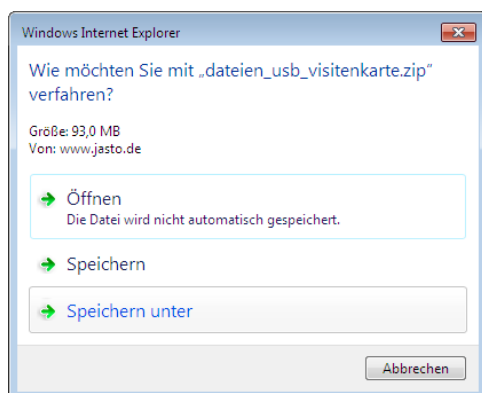 Windows Internet Explorer
Wie möchten Sie mit „dateien_usb_visitenkarte.zip“
verfahren?
Größe: 93,0 MB
Von: www.jasto.de
Öffnen
Die Datei wird nicht automatisch gespeichert.
Speichern
Speichern unter
Abbrechen